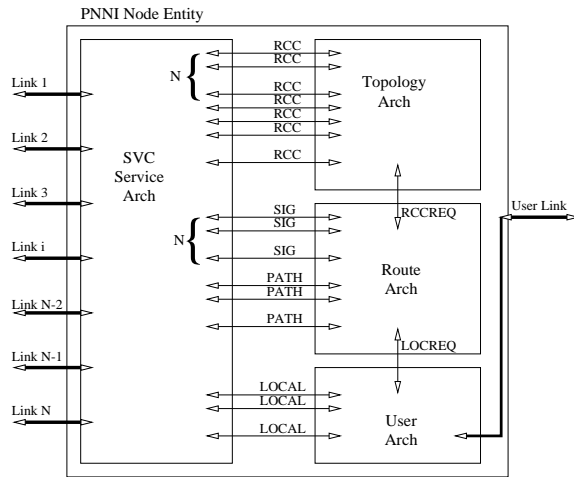 PNNI Node Entity
Link 1
Link 2
Link 3
Link i
Link N-2
Link N-1
Link N
SVC
Service
Arch
N
RCC
RCC
RCC
RCC
RCC
RCC
RCC
Topology
Arch
RCCREQ
User Link
N
SIG
SIG
SIG
PATH
PATH
PATH
Route
Arch
LOCREQ
LOCAL
LOCAL
LOCAL
User
Arch